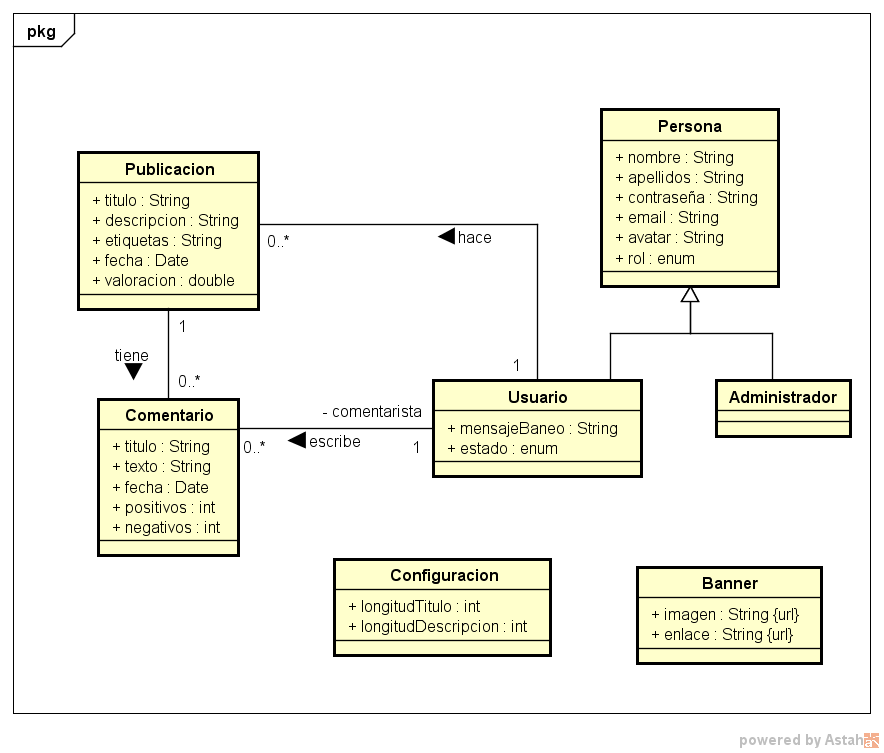 pkg
Persona
+ nombre : String
+ apellidos : String
+ contraseña : String
+ email : String
+ avatar : String
+ rol : enum
Publicacion
+ titulo : String
+ descripcion : String
+ etiquetas : String
+ fecha : Date
+ valoracion : double
0..*
hace
1
1
tiene
0..*
Usuario
+ mensajeBaneo : String
+ estado : enum
Administrador
Comentario
+ titulo : String
+ texto : String
+ fecha : Date
+ positivos : int
+ negativos : int
- comentarista
0..*
escribe
1
Configuracion
+ longitudTitulo : int
+ longitudDescripcion : int
Banner
+ imagen : String {url}
+ enlace : String {url}
powered by Astah